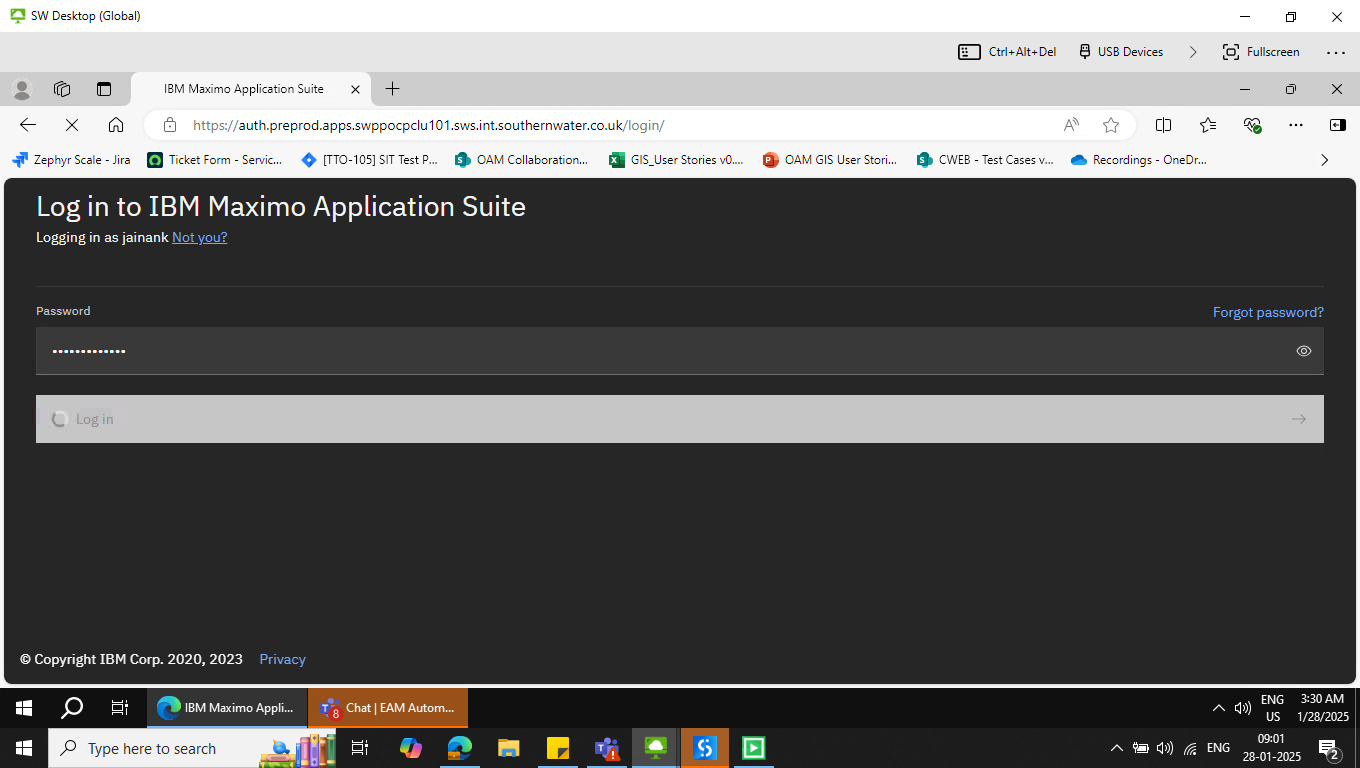 SW Desktop (Global)
Ctrl+Alt+Del
USB Devices
Fullscreen
IBM Maximo Application Suite
https://auth.preprod.apps.swppocpclu101.sws.int.southernwater.co.uk/login/
Zephyr Scale - Jira
Ticket Form - Servic...
[TTO-105] SIT Test P...
OAM Collaboration...
GIS_User Stories v0....
OAM GIS User Stori...
CWEB - Test Cases v...
Recordings - OneDr...
Log in to IBM Maximo Application Suite
Logging in as jainank Not you?
Password
Forgot password?
Log in
© Copyright IBM Corp. 2020, 2023 Privacy
IBM Maximo Appli...
8
Chat | EAM Autom...
ENG
US
3:30 AM
1/28/2025
Type here to search
ENG
09:01
28-01-2025
2